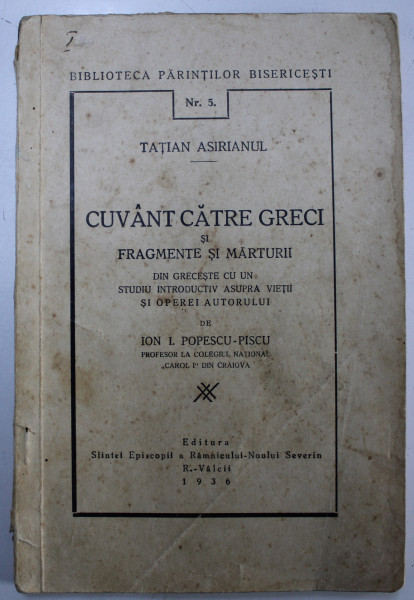 I
BIBLIOTECA PĂRINȚILOR BISERICEȘTI
Nr. 5.
TAȚIAN ASIRIANUL
CUVÂNT CĂTRE GRECI
ȘI
FRAGMENTE ȘI MĂRTURII
DIN GRECEȘTE CU UN
STUDIU INTRODUCTIV ASUPRA VIEȚII
ȘI OPEREI AUTORULUI
DE
ION I. POPESCU-PISCU
PROFESOR LA COLEGIUL NAȚIONAL
„CAROL I” DIN CRAIOVA
Editura
Sfintei Episcopii a Râmnicului-Noului Severin
R.-Vâlcii
1936